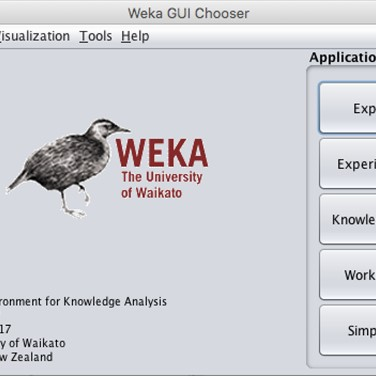 Weka GUI Chooser
isualization Tools Help
Applicatio
Exp
WEKA
The University
of Waikato
Experi
Knowle
Work
Simp
ronment for Knowledge Analysis
17
y of Waikato
w Zealand